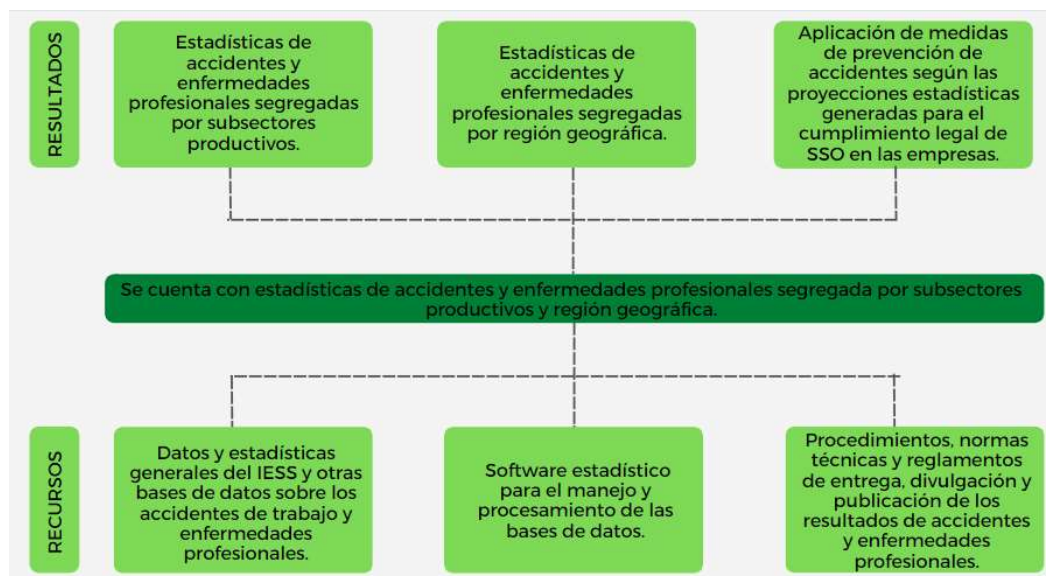 RESULTADOS
Estadísticas de
accidentes y
enfermedades
profesionales segregadas
por subsectores
productivos.
Estadísticas de
accidentes y
enfermedades
profesionales segregadas
por región geográfica.
Aplicación de medidas
de prevención de
accidentes según las
proyecciones estadísticas
generadas para el
cumplimiento legal de
SSO en las empresas.
Se cuenta con estadísticas de accidentes y enfermedades profesionales segregada por subsectores
productivos y región geográfica.
RECURSOS
Datos y estadísticas
generales del IESS y otras
bases de datos sobre los
accidentes de trabajo y
enfermedades
profesionales.
Software estadístico
para el manejo y
procesamiento de las
bases de datos.
Procedimientos, normas
técnicas y reglamentos
de entrega, divulgación y
publicación de los
resultados de accidentes
y enfermedades
profesionales.